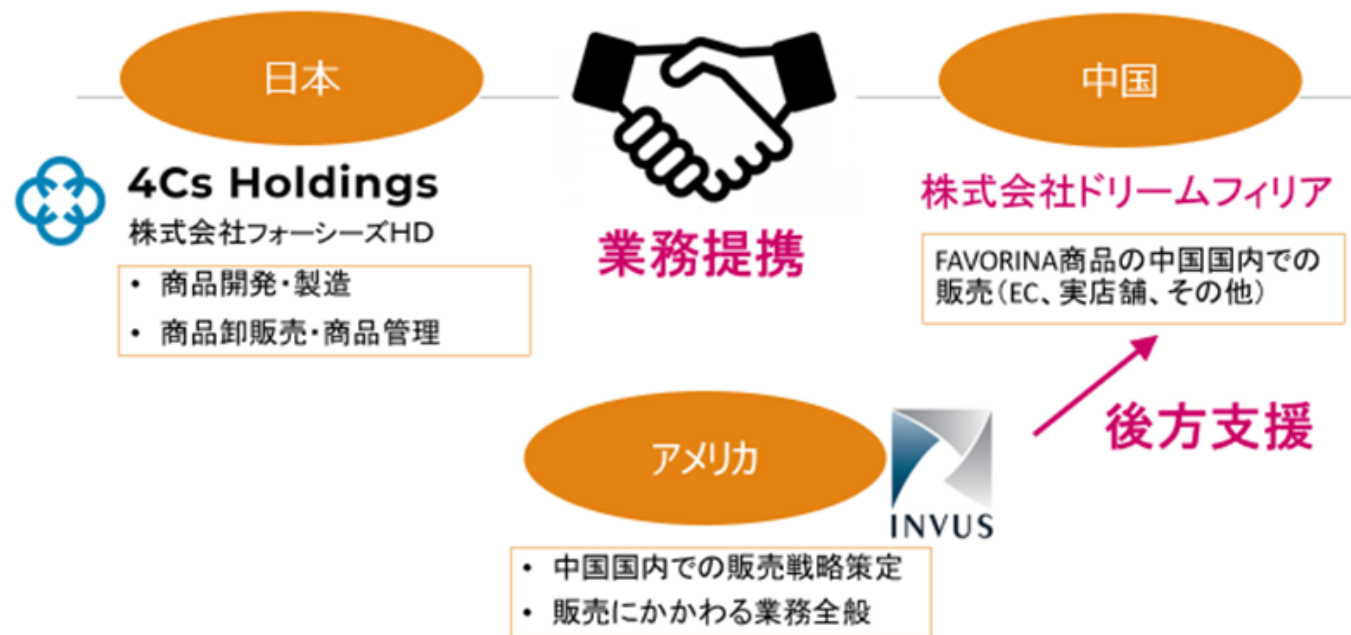 日本
中国
4Cs Holdings
株式会社フォーシーズHD
・ 商品開発・製造
・ 商品卸販売・商品管理
業務提携
株式会社ドリームフィリア
FAVORINA商品の中国国内での
販売（EC、実店舗、その他）
後方支援
アメリカ
INVUS
・ 中国国内での販売戦略策定
・ 販売にかかわる業務全般